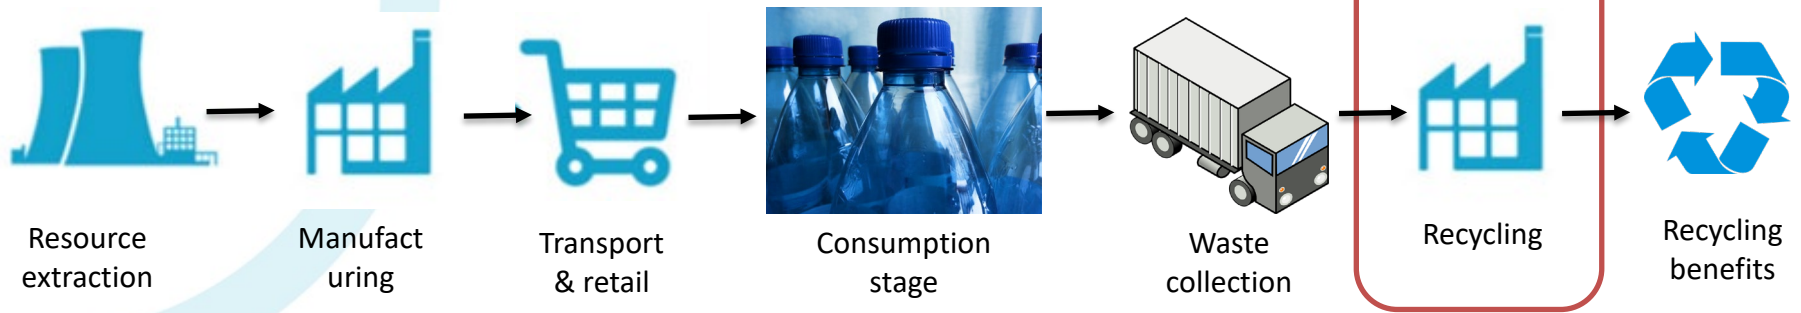 Resource
extraction
Manufact
uring
Transport
& retail
Consumption
stage
Waste
collection
Recycling
Recycling
benefits